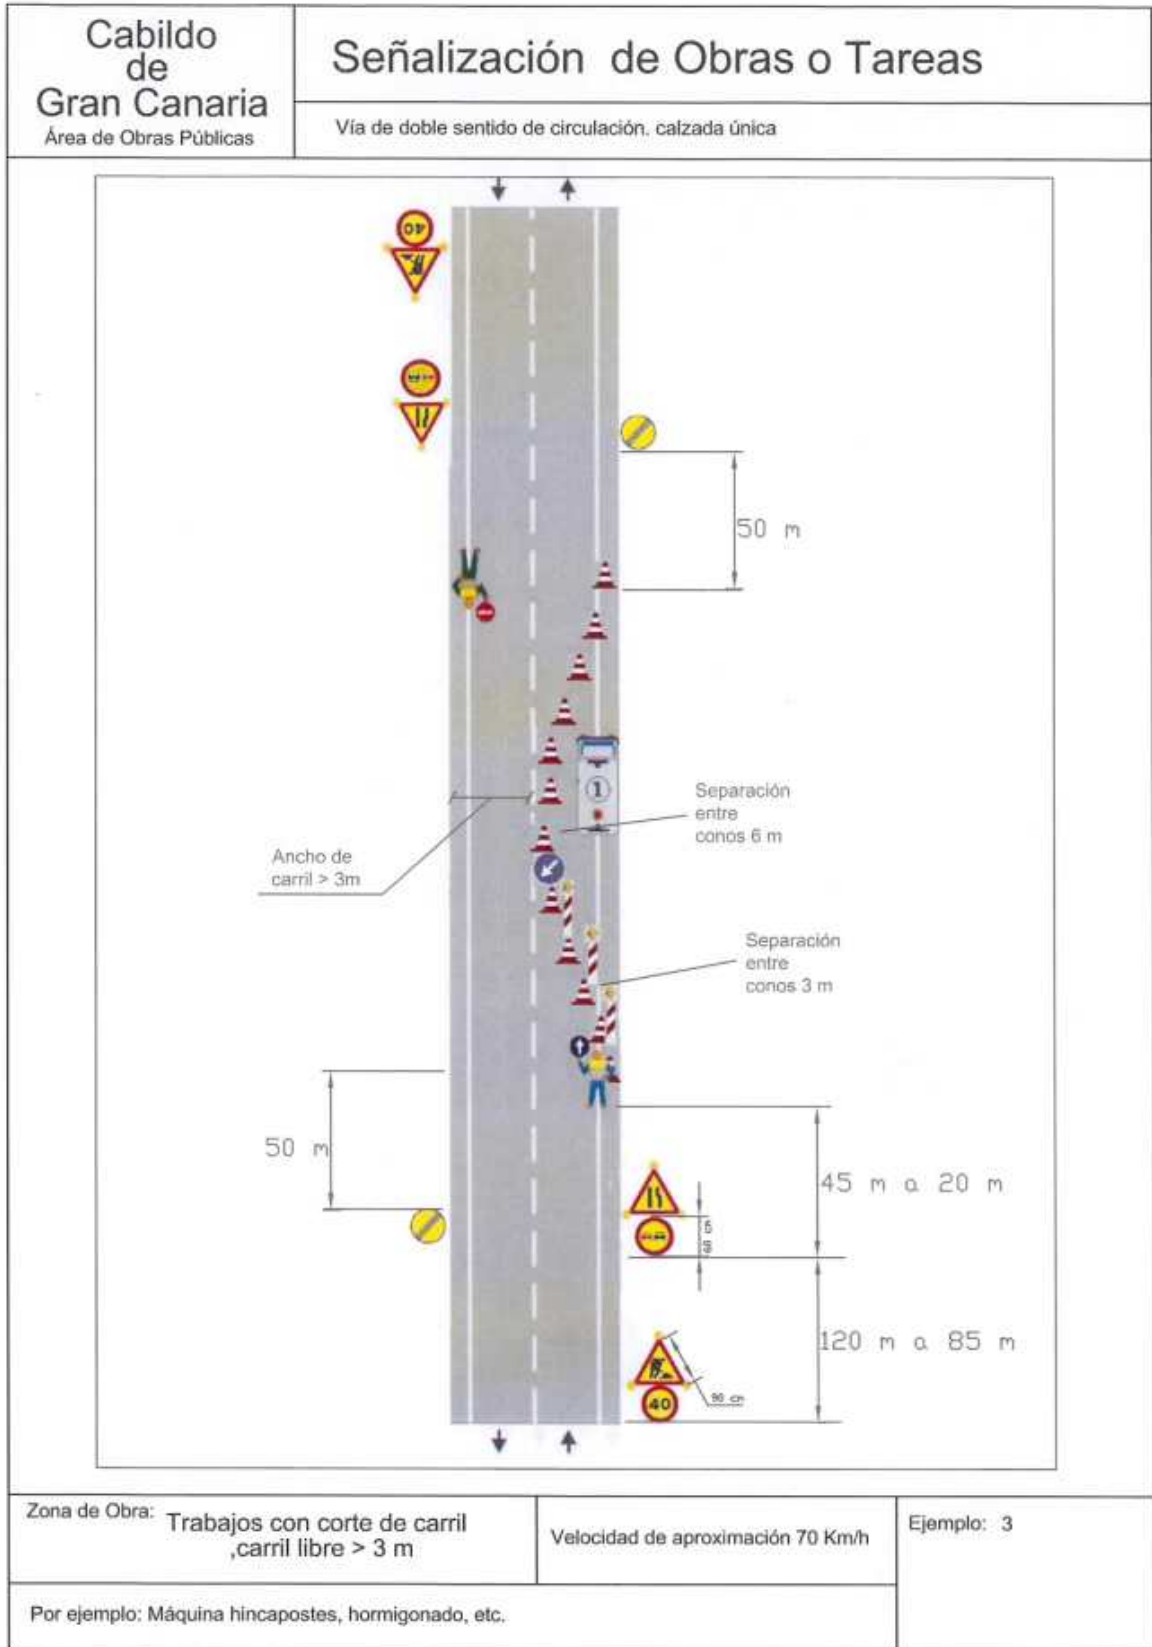 Cabildo
de
Gran Canaria
Área de Obras Públicas
Señalización de Obras o Tareas
Vía de doble sentido de circulación. calzada única
40
50 m
1
Separación
entre
conos 6 m
Ancho de
carril > 3m
Separación
entre
conos 3 m
50 m
45 m a 20 m
120 m a 85 m
90 cm
40
Zona de Obra: Trabajos con corte de carril
,carril libre > 3 m
Velocidad de aproximación 70 Km/h
Ejemplo: 3
Por ejemplo: Máquina hincapostes, hormigonado, etc.